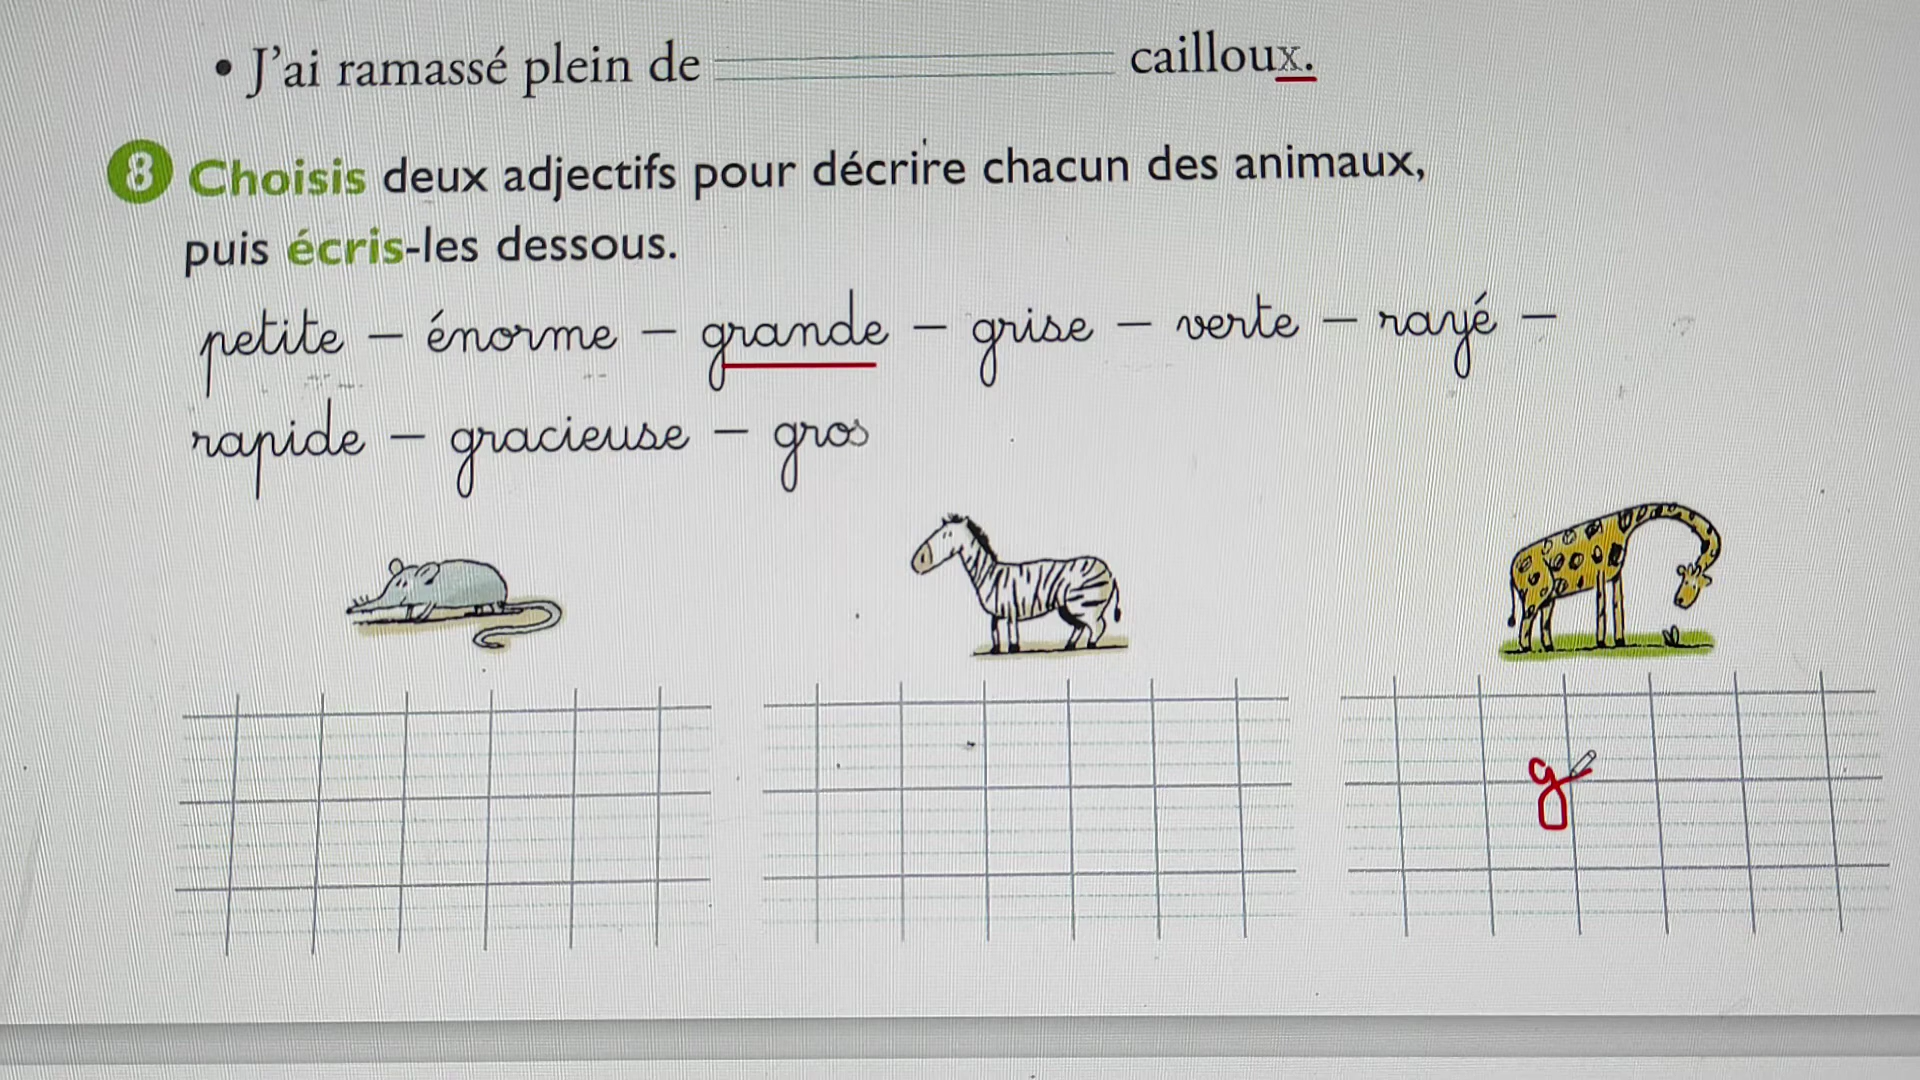 • J'ai ramassé plein de cailloux.
8 Choisis deux adjectifs pour décrire chacun des animaux,
puis écris-les dessous.
petite – énorme – grande – grise – verte – rayé –
rapide – gracieuse – gros
g